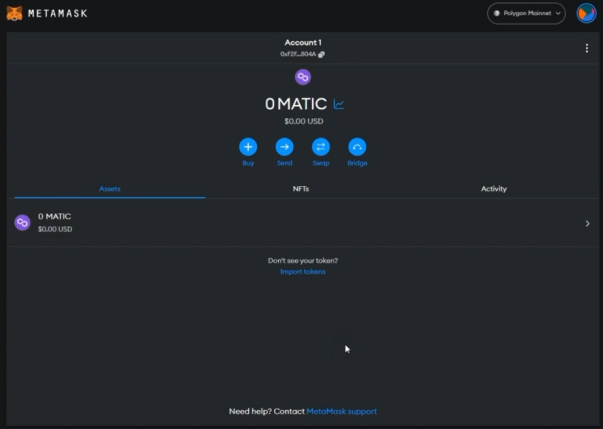 METAMASK
Polygon Mainnet
Account 1
0xF2F...804A
0 MATIC
$0.00 USD
Buy Send Swap Bridge
Assets NFTs Activity
0 MATIC
$0.00 USD
Don't see your token?
Import tokens
Need help? Contact MetaMask support